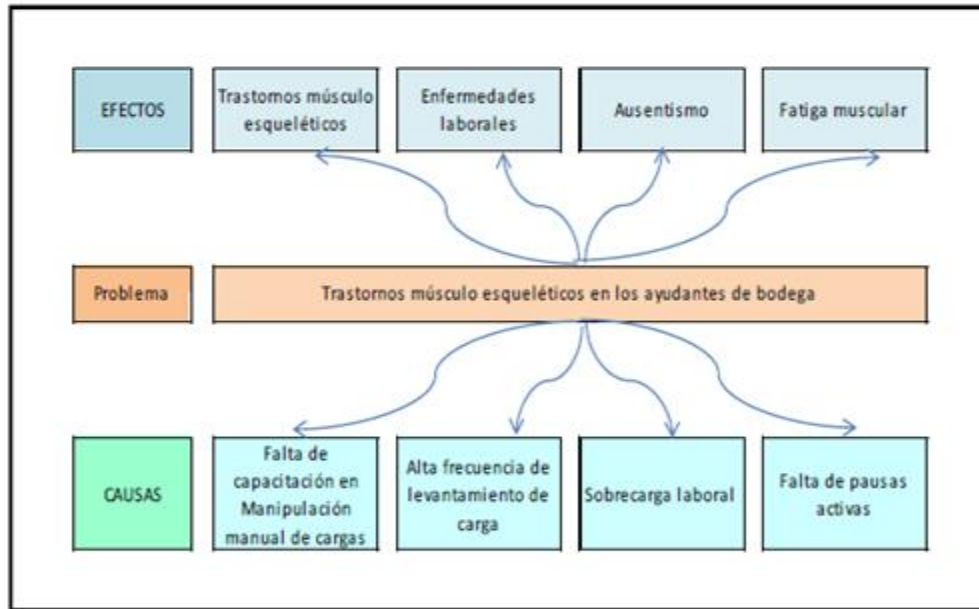 EFECTOS
Trastornos músculo
esqueléticos
Enfermedades
laborales
Ausentismo
Fatiga muscular
Problema
Trastornos músculo esqueléticos en los ayudantes de bodega
CAUSAS
Falta de
capacitación en
Manipulación
manual de cargas
Alta frecuencia de
levantamiento de
carga
Sobrecarga laboral
Falta de pausas
activas